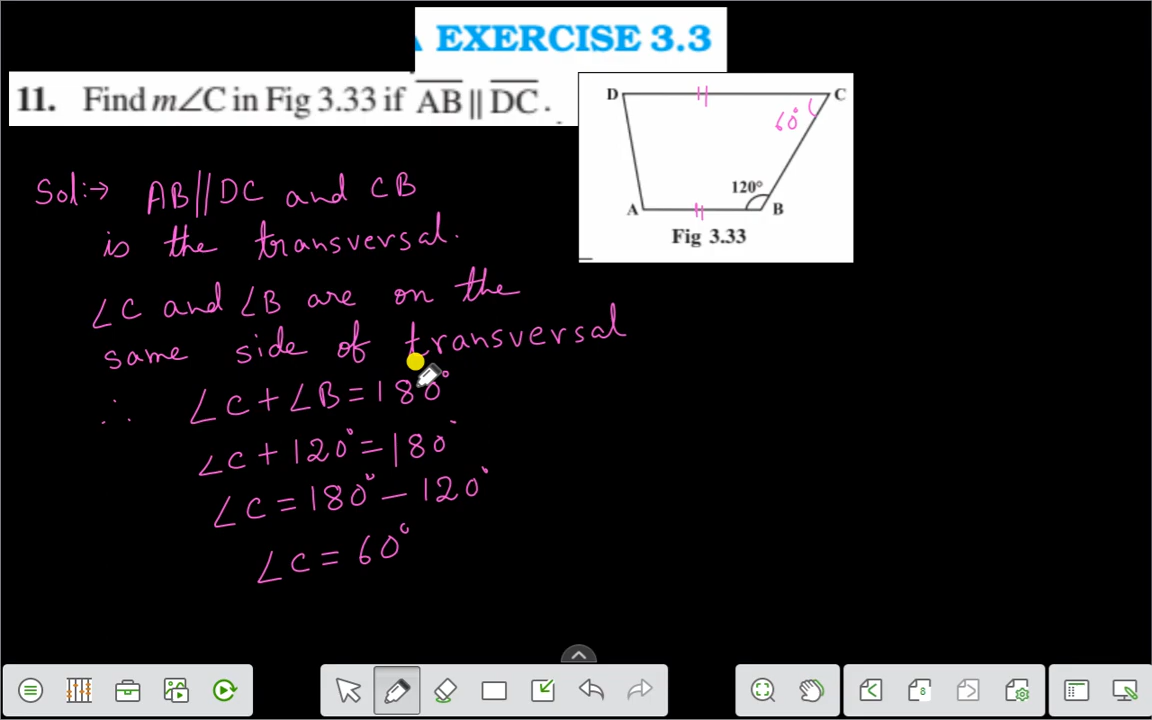 EXERCISE 3.3
11. Find m∠C in Fig 3.33 if AB || DC .
D
C
60°
120°
A
B
Fig 3.33
Sol:→ AB||DC and CB
is the transversal.
∠C and ∠B are on the
same side of transversal
∴ ∠C + ∠B = 180°
∠C + 120° = 180°
∠C = 180° – 120°
∠C = 60°
8